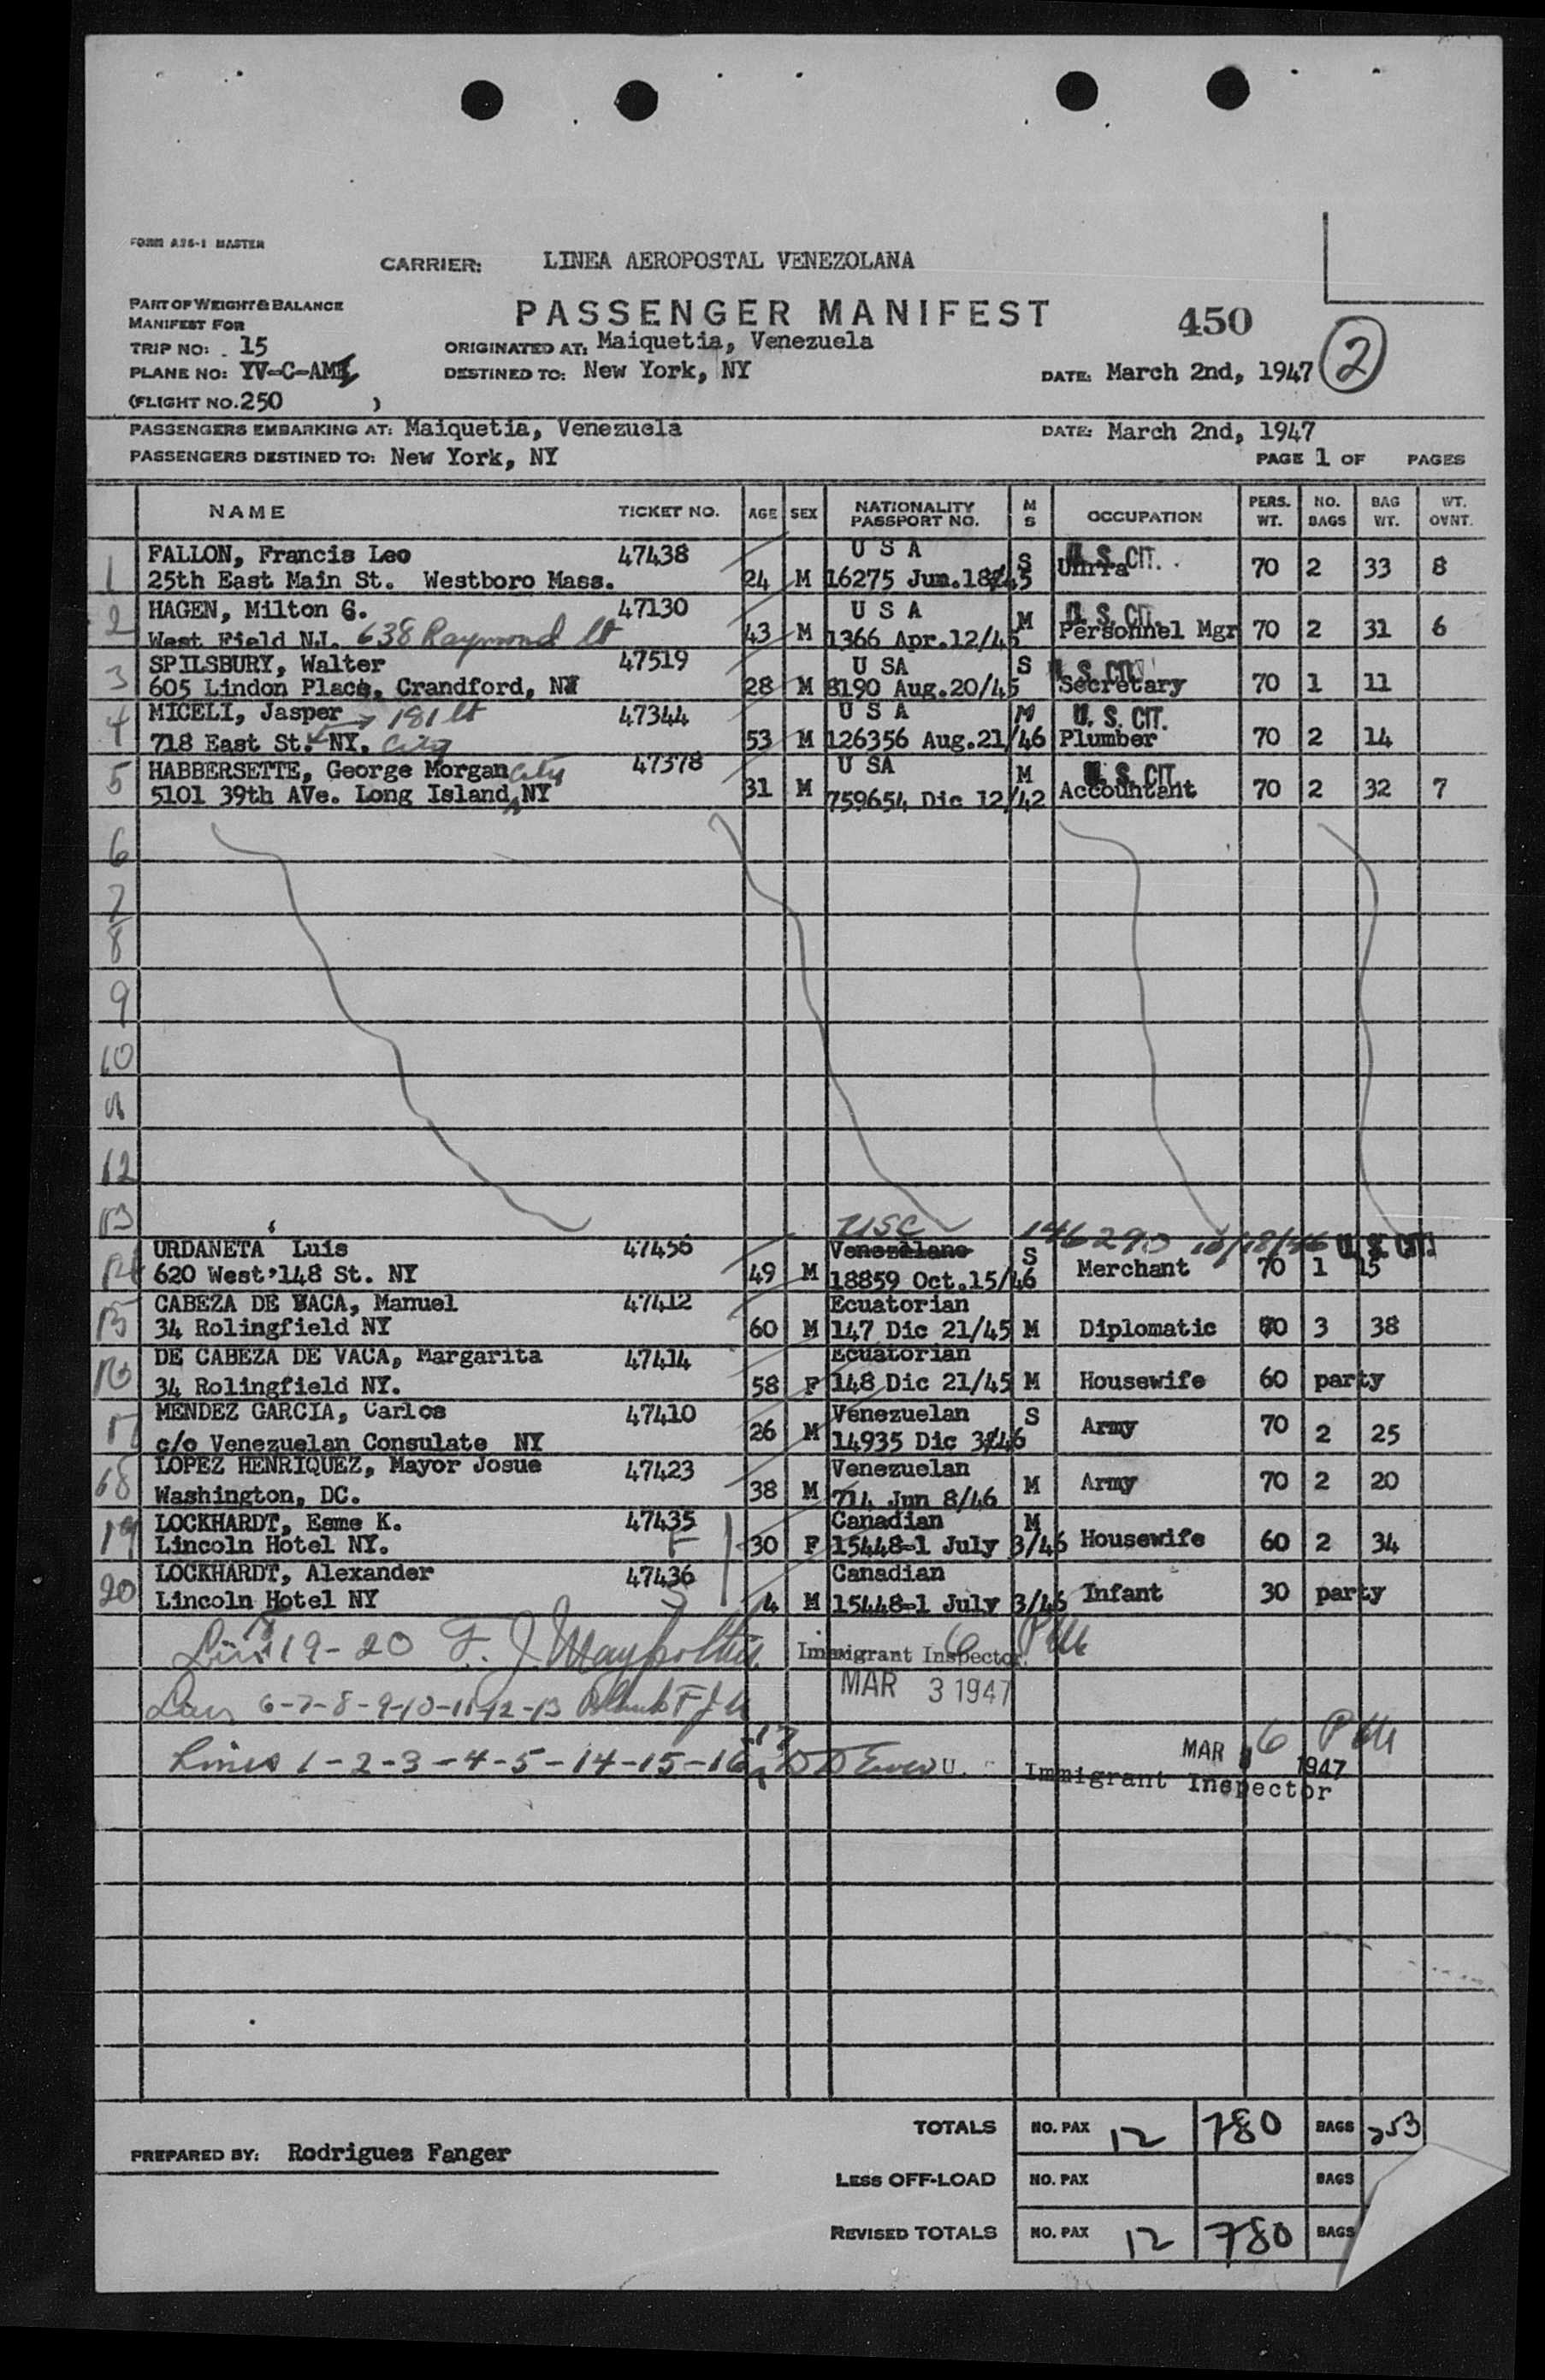 FORM A26-1 MASTER
CARRIER: LINEA AEROPOSTAL VENEZOLANA
PART OF WEIGHT & BALANCE
MANIFEST FOR
PASSENGER MANIFEST
450
2
TRIP NO: 15
ORIGINATED AT: Maiquetia, Venezuela
PLANE NO: YV-C-AM
DESTINED TO: New York, NY
DATE: March 2nd, 1947
(FLIGHT NO. 250 )
PASSENGERS EMBARKING AT: Maiquetia, Venezuela DATE: March 2nd, 1947
PASSENGERS DESTINED TO: New York, NY PAGE 1 OF PAGES
NAME TICKET NO. AGE SEX NATIONALITY PASSPORT NO. M S OCCUPATION PERS. WT. NO. BAGS BAG WT. WT. OVNT.
FALLON, Francis Leo 47438 U S A S U.S. CIT.
1 25th East Main St. Westboro Mass. 24 M 16275 Jun.18/45 Unrra 70 2 33 8
2 HAGEN, Milton G. 47130 U S A M U.S. CIT.
West Field NJ. 638 Raymond St 43 M 1366 Apr.12/45 Personnel Mgr 70 2 31 6
SPILSBURY, Walter 47519 U SA S U.S. CIT.
3 605 Lindon Place, Crandford, NJ 28 M 8190 Aug.20/45 Secretary 70 1 11
4 MICELI, Jasper 181 St 47344 U S A M U.S. CIT.
718 East St. NY. City 53 M 126356 Aug.21/46 Plumber 70 2 14
5 HABBERSETTE, George Morgan City 47378 U SA M U.S. CIT.
5101 39th AVe. Long Island NY 31 M 759654 Dic 12/42 Accountant 70 2 32 7
6
7
8
9
10
11
12
13 USC 146290 10/18/46 U.S. CIT.
URDANETA Luis 47456 Venezolano S
14 620 West 148 St. NY 49 M 18859 Oct.15/46 Merchant 70 1 15
CABEZA DE VACA, Manuel 47412 Ecuatorian
15 34 Rolingfield NY 60 M 147 Dic 21/45 M Diplomatic 80 3 38
DE CABEZA DE VACA, Margarita 47414 Ecuatorian
16 34 Rolingfield NY. 58 F 148 Dic 21/45 M Housewife 60 party
MENDEZ GARCIA, Carlos 47410 Venezuelan S
17 c/o Venezuelan Consulate NY 26 M 14935 Dic 3/46 Army 70 2 25
LOPEZ HENRIQUEZ, Mayor Josue 47423 Venezuelan
18 Washington, DC. 38 M 714 Jun 8/46 M Army 70 2 20
LOCKHARDT, Esme K. 47435 Canadian M
19 Lincoln Hotel NY. F 30 F 15448-1 July 3/46 Housewife 60 2 34
LOCKHARDT, Alexander 47436 Canadian
20 Lincoln Hotel NY S 4 M 15448-1 July 3/46 Infant 30 party
18 19-20 F. J. Immigrant Inspector
MAR 3 1947
6-7-8-9-10-11-12-13 Blank
Lines 1-2-3-4-5-14-15-16 17 MAR 1947
Immigrant Inspector
TOTALS NO. PAX 12 780 BAGS 253
PREPARED BY: Rodriguez Fanger
LESS OFF-LOAD NO. PAX BAGS
REVISED TOTALS NO. PAX 12 780 BAGS